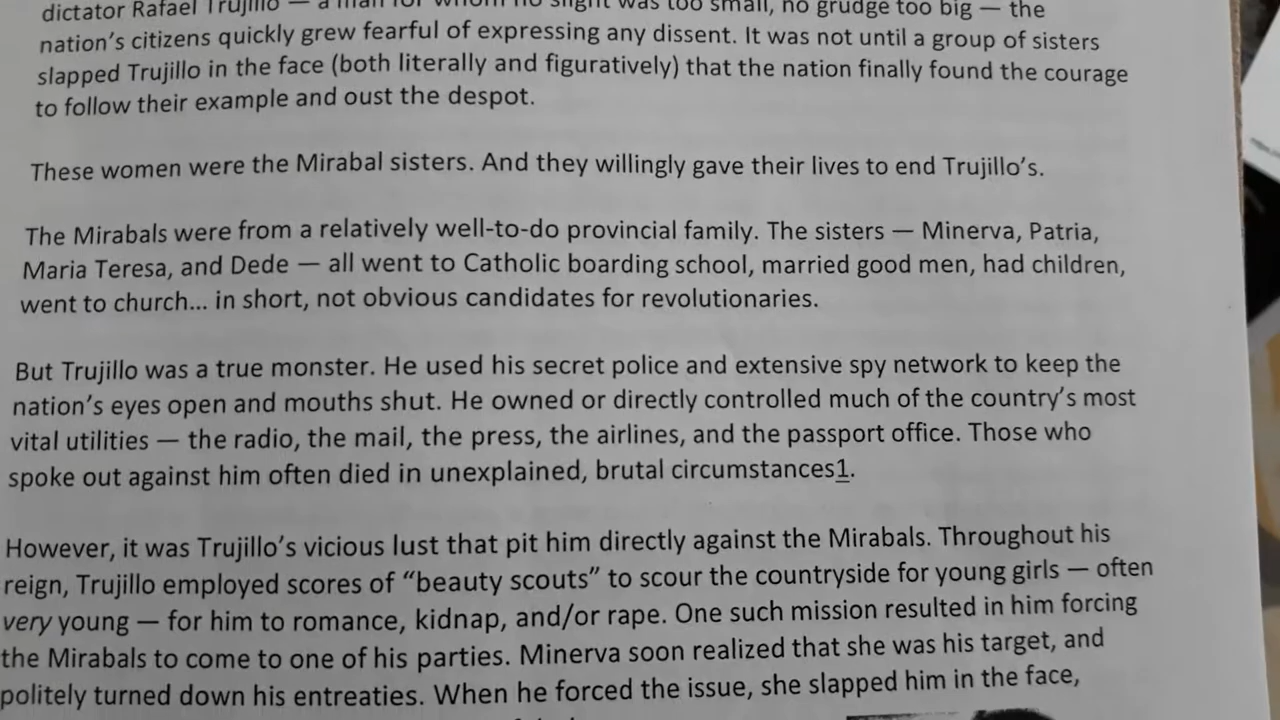 dictator Rafael Trujillo — a man for whom no slight was too small, no grudge too big — the
nation's citizens quickly grew fearful of expressing any dissent. It was not until a group of sisters
slapped Trujillo in the face (both literally and figuratively) that the nation finally found the courage
to follow their example and oust the despot.
These women were the Mirabal sisters. And they willingly gave their lives to end Trujillo's.
The Mirabals were from a relatively well-to-do provincial family. The sisters — Minerva, Patria,
Maria Teresa, and Dede — all went to Catholic boarding school, married good men, had children,
went to church... in short, not obvious candidates for revolutionaries.
But Trujillo was a true monster. He used his secret police and extensive spy network to keep the
nation's eyes open and mouths shut. He owned or directly controlled much of the country's most
vital utilities — the radio, the mail, the press, the airlines, and the passport office. Those who
spoke out against him often died in unexplained, brutal circumstances1.
However, it was Trujillo's vicious lust that pit him directly against the Mirabals. Throughout his
reign, Trujillo employed scores of “beauty scouts” to scour the countryside for young girls — often
very young — for him to romance, kidnap, and/or rape. One such mission resulted in him forcing
the Mirabals to come to one of his parties. Minerva soon realized that she was his target, and
politely turned down his entreaties. When he forced the issue, she slapped him in the face,